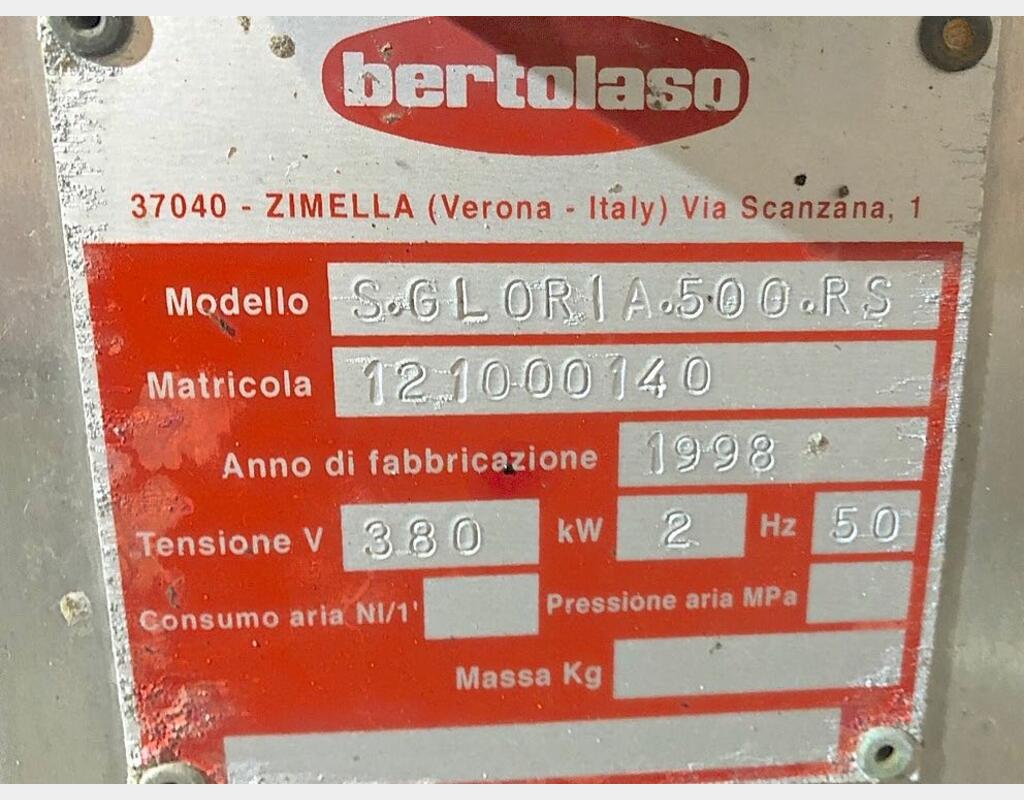 bertolaso
37040 - ZIMELLA (Verona - Italy) Via Scanzana, 1
Modello S.GLORIA.500.RS
Matricola 121000140
Anno di fabbricazione 1998
Tensione V 380 kW 2 Hz 50
Consumo aria Nl/1' Pressione aria MPa
Massa Kg